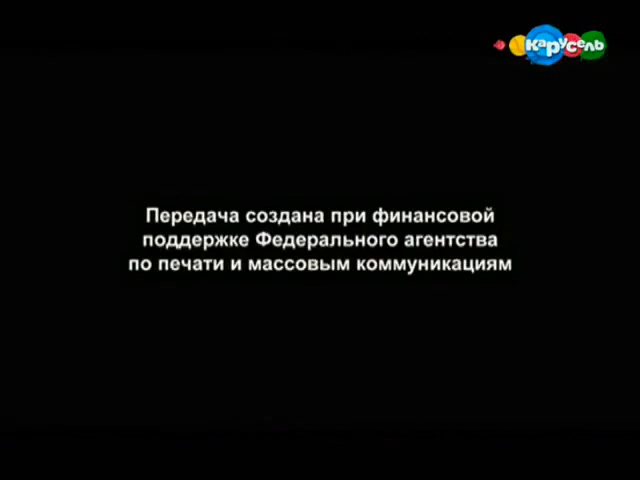 Карусель
Передача создана при финансовой
поддержке Федерального агентства
по печати и массовым коммуникациям